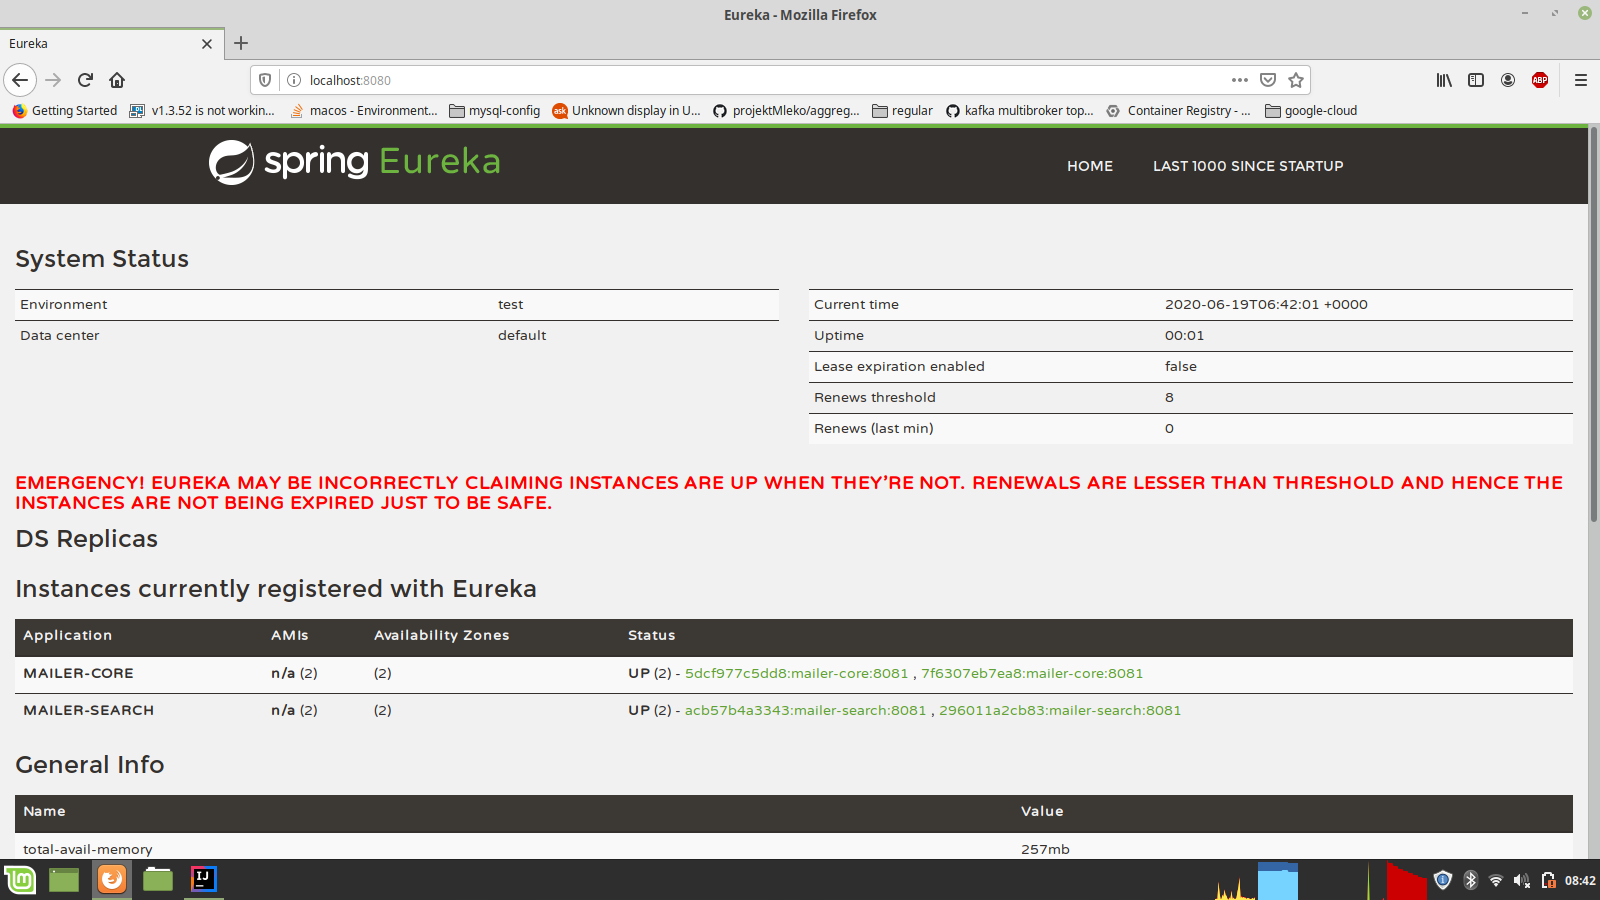 Eureka - Mozilla Firefox
Eureka
localhost:8080
Getting Started v1.3.52 is not workin... macos - Environment... mysql-config Unknown display in U... projektMleko/aggreg... regular kafka multibroker top... Container Registry - ... google-cloud
ABP
spring Eureka HOME LAST 1000 SINCE STARTUP
System Status
Environment test
Data center default
Current time 2020-06-19T06:42:01 +0000
Uptime 00:01
Lease expiration enabled false
Renews threshold 8
Renews (last min) 0
EMERGENCY! EUREKA MAY BE INCORRECTLY CLAIMING INSTANCES ARE UP WHEN THEY'RE NOT. RENEWALS ARE LESSER THAN THRESHOLD AND HENCE THE
INSTANCES ARE NOT BEING EXPIRED JUST TO BE SAFE.
DS Replicas
Instances currently registered with Eureka
Application AMIs Availability Zones Status
MAILER-CORE n/a (2) (2) UP (2) - 5dcf977c5dd8:mailer-core:8081 , 7f6307eb7ea8:mailer-core:8081
MAILER-SEARCH n/a (2) (2) UP (2) - acb57b4a3343:mailer-search:8081 , 296011a2cb83:mailer-search:8081
General Info
Name Value
total-avail-memory 257mb
IJ
08:42